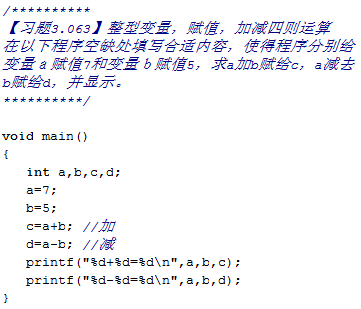 /**********
【习题3.063】整型变量，赋值，加减四则运算
在以下程序空缺处填写合适内容，使得程序分别给
变量a赋值7和变量b赋值5，求a加b赋给c，a减去
b赋给d，并显示。
**********/
void main()
{
int a,b,c,d;
a=7;
b=5;
c=a+b; //加
d=a-b; //减
printf("%d+%d=%d\n",a,b,c);
printf("%d-%d=%d\n",a,b,d);
}